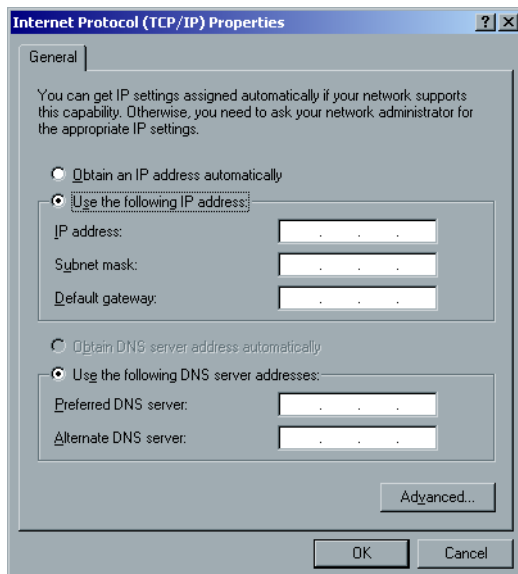 Internet Protocol (TCP/IP) Properties
General
You can get IP settings assigned automatically if your network supports
this capability. Otherwise, you need to ask your network administrator for
the appropriate IP settings.
Obtain an IP address automatically
Use the following IP address:
IP address:
Subnet mask:
Default gateway:
Obtain DNS server address automatically
Use the following DNS server addresses:
Preferred DNS server:
Alternate DNS server:
Advanced...
OK Cancel